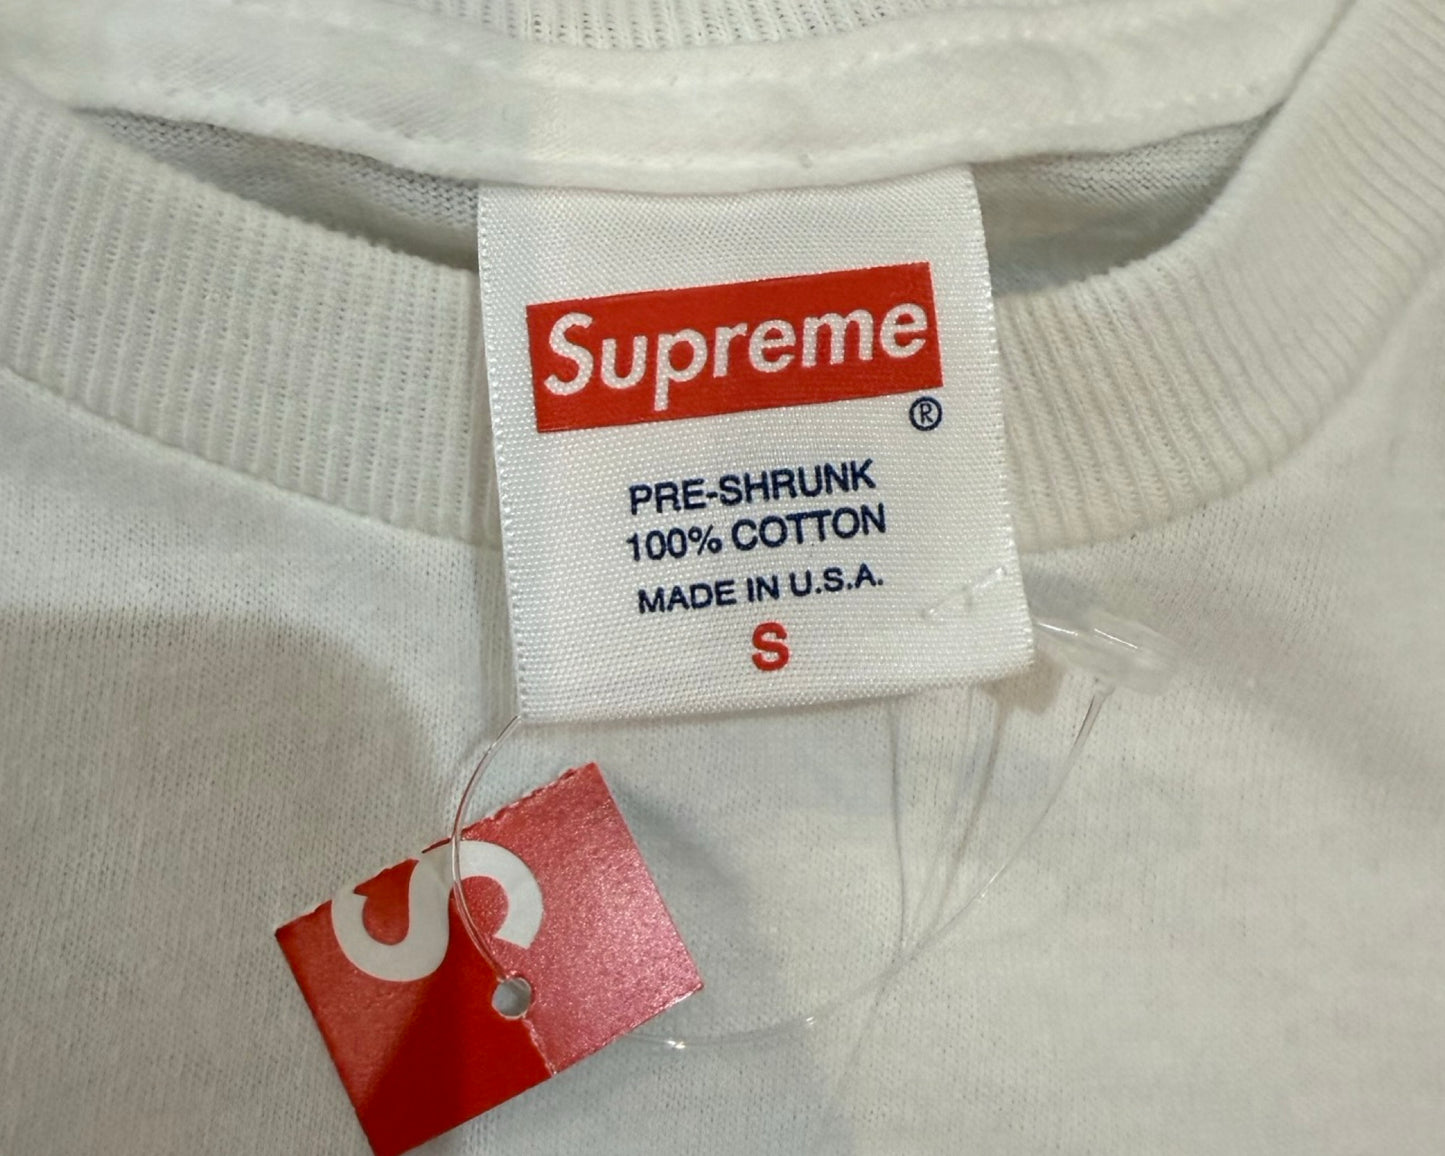 Supreme
®
PRE-SHRUNK
100% COTTON
MADE IN U.S.A.
S
S